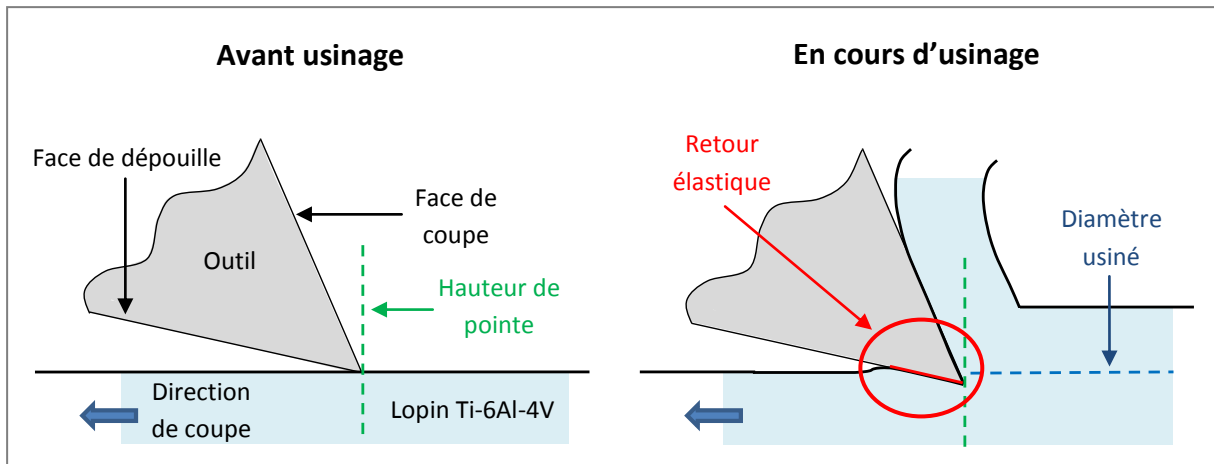 Avant usinage
Face de dépouille
Outil
Face de
coupe
Hauteur de
pointe
Direction
de coupe
Lopin Ti-6Al-4V
En cours d’usinage
Retour
élastique
Diamètre
usiné